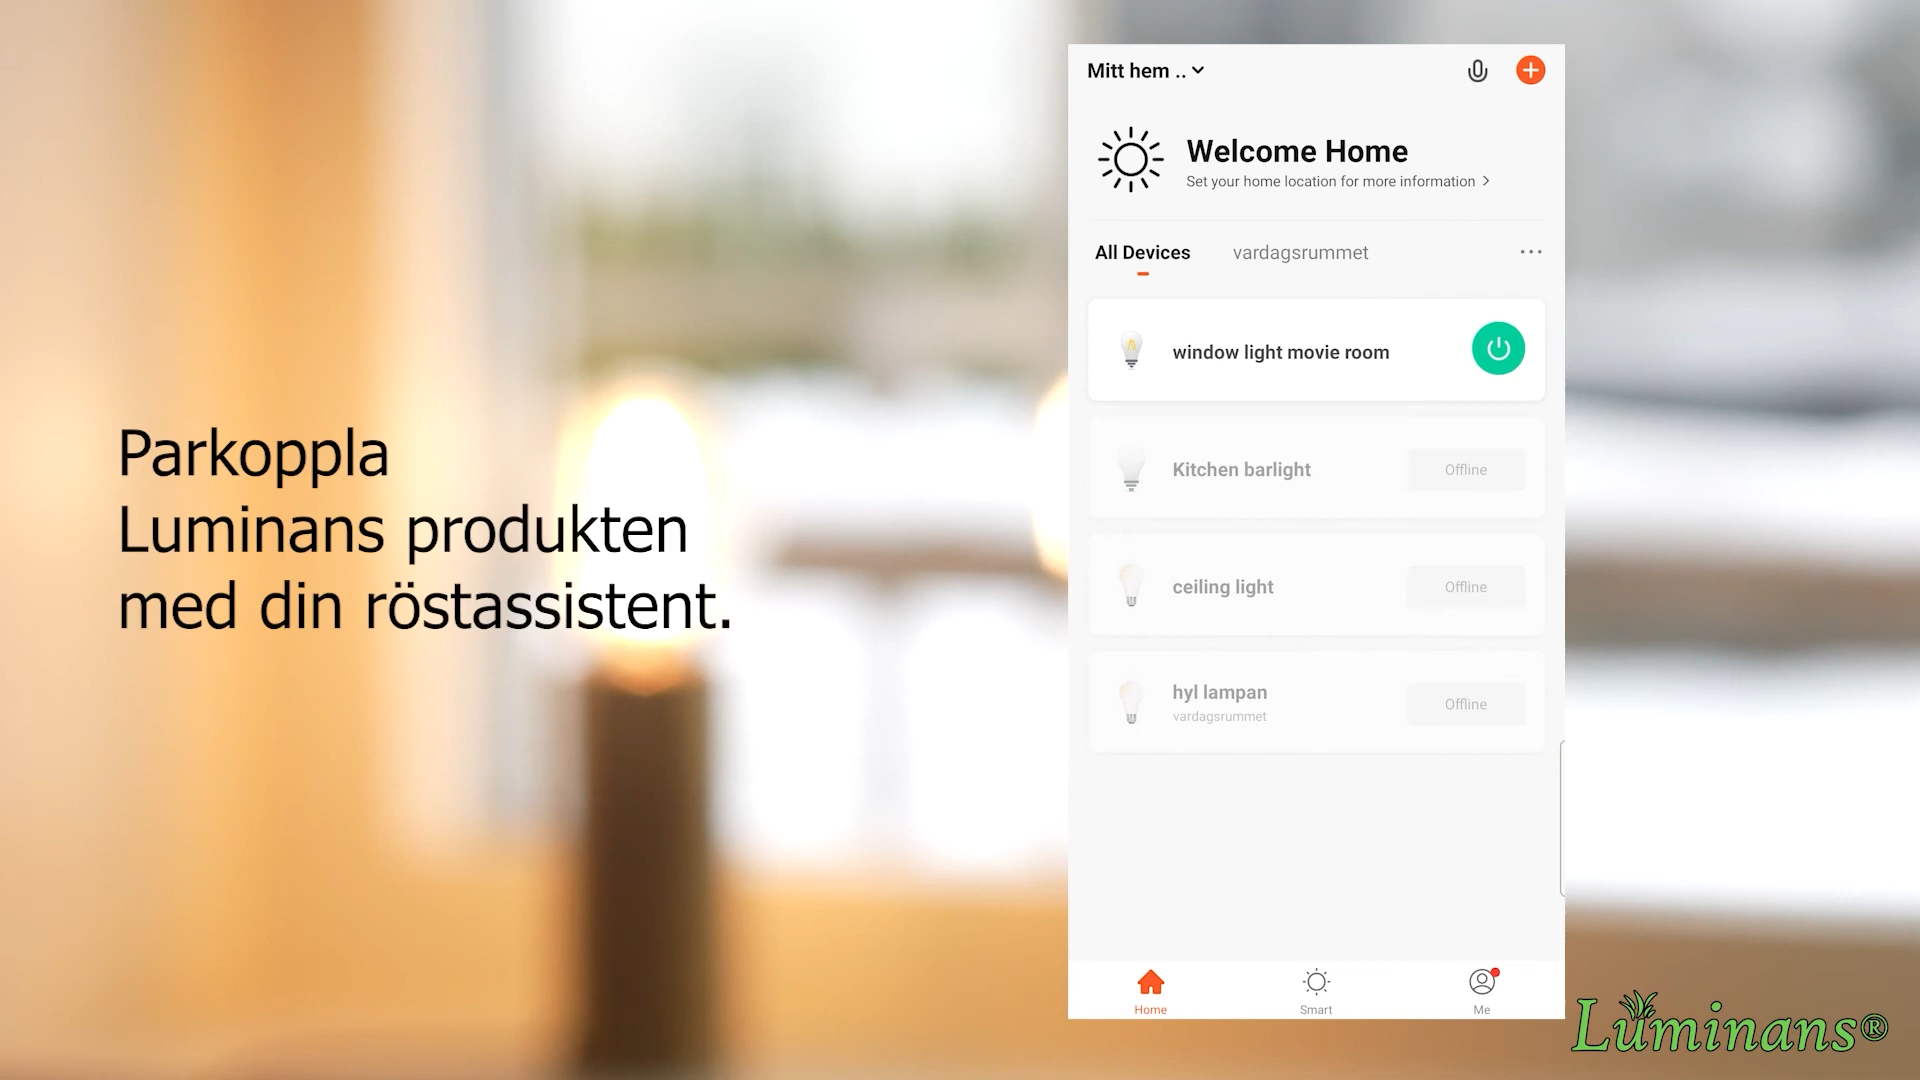 Parkoppla
Luminans produkten
med din röstassistent.
Mitt hem ..
Welcome Home
Set your home location for more information
All Devices
vardagsrummet
window light movie room
Kitchen barlight
Offline
ceiling light
Offline
hyl lampan
vardagsrummet
Offline
Home
Smart
Me
Luminans®